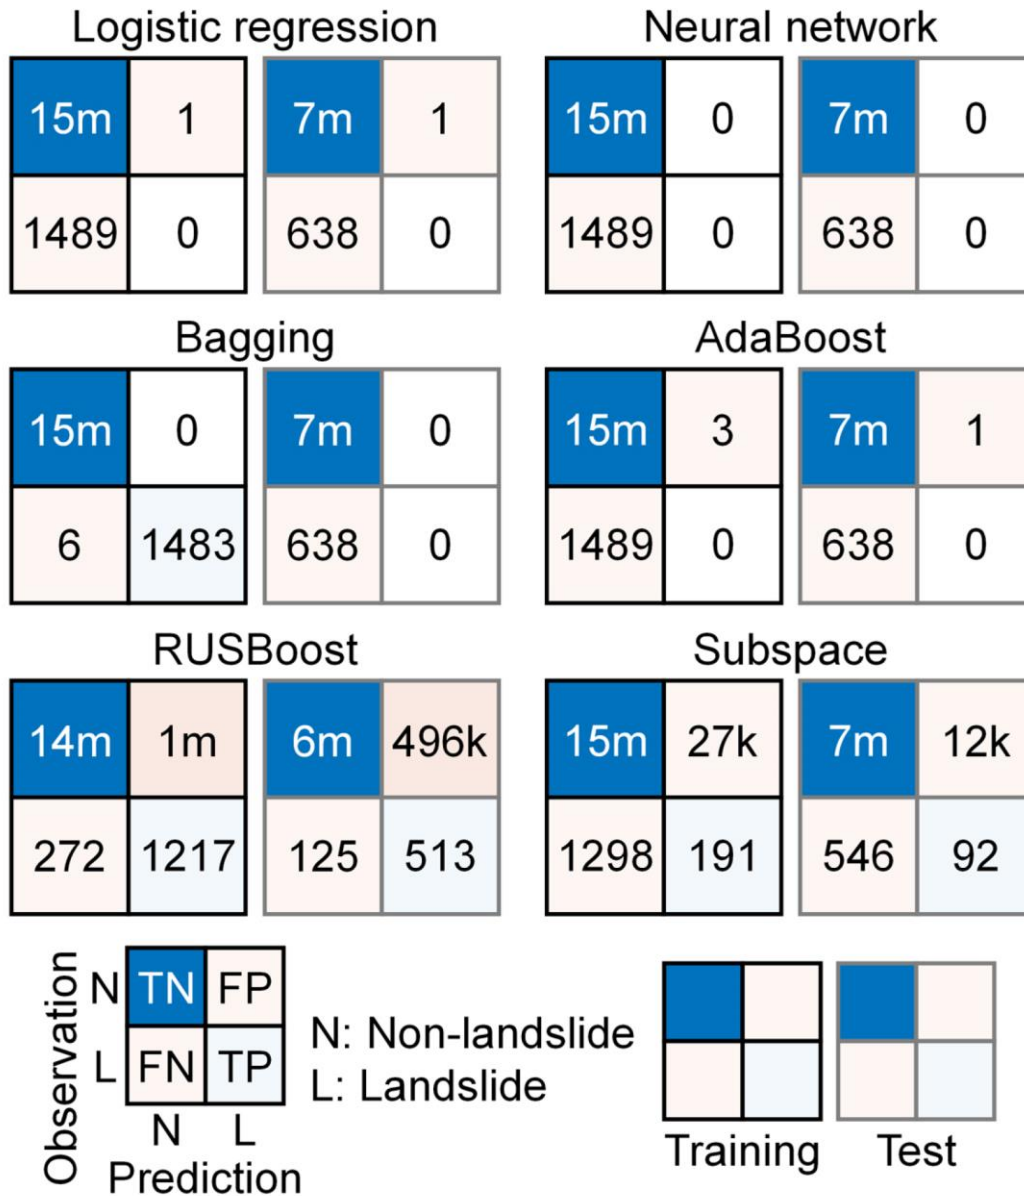 Logistic regression Neural network
15m 1 7m 1 15m 0 7m 0
1489 0 638 0 1489 0 638 0
Bagging AdaBoost
15m 0 7m 0 15m 3 7m 1
6 1483 638 0 1489 0 638 0
RUSBoost Subspace
14m 1m 6m 496k 15m 27k 7m 12k
272 1217 125 513 1298 191 546 92
Observation
N TN FP
L FN TP
N L
Prediction
N: Non-landslide
L: Landslide
Training Test